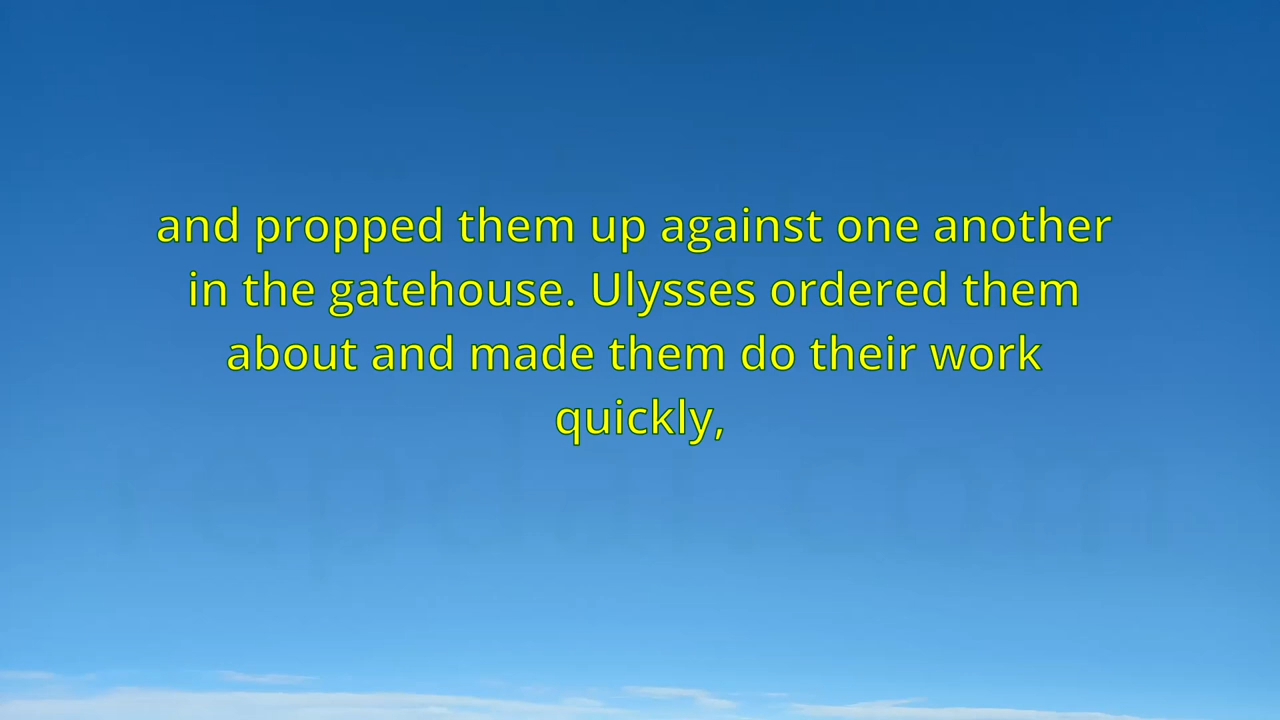 and propped them up against one another
in the gatehouse. Ulysses ordered them
about and made them do their work
quickly,